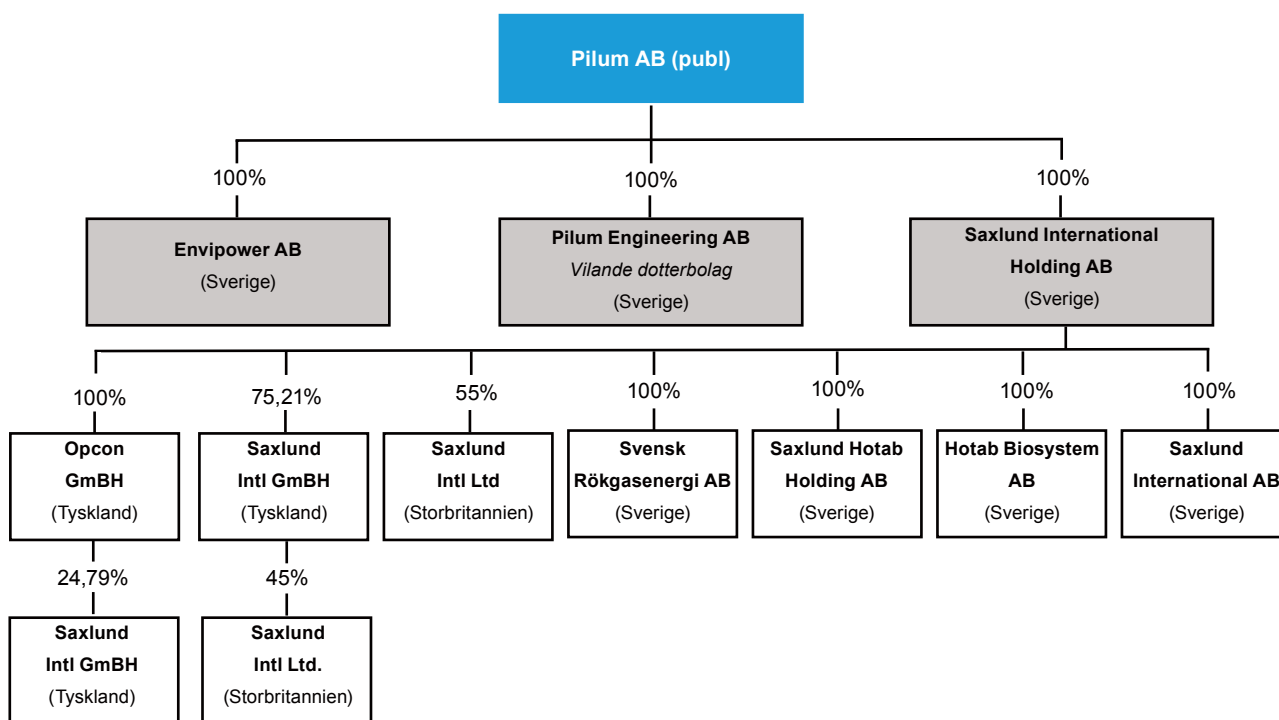 Pilum AB (publ)
100%
100%
100%
Envipower AB
(Sverige)
Pilum Engineering AB
Vilande dotterbolag
(Sverige)
Saxlund International
Holding AB
(Sverige)
100%
75,21%
55%
100%
100%
100%
100%
Opcon
GmBH
(Tyskland)
Saxlund
Intl GmBH
(Tyskland)
Saxlund
Intl Ltd
(Storbritannien)
Svensk
Rökgasenergi AB
(Sverige)
Saxlund Hotab
Holding AB
(Sverige)
Hotab Biosystem
AB
(Sverige)
Saxlund
International AB
(Sverige)
24,79%
45%
Saxlund
Intl GmBH
(Tyskland)
Saxlund
Intl Ltd.
(Storbritannien)